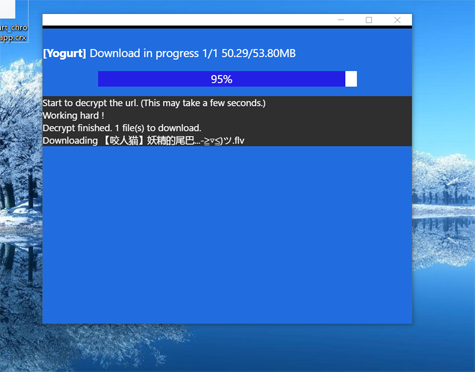 app.crx
[Yogurt] Download in progress 1/1 50.29/53.80MB
95%
Start to decrypt the url. (This may take a few seconds.)
Working hard !
Decrypt finished. 1 file(s) to download.
Downloading 【咬人猫】妖精的尾巴...-≧▽≦)ツ.flv